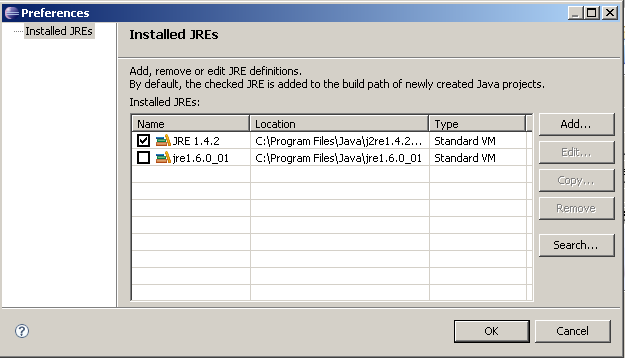 Preferences
Installed JREs
Installed JREs
Add, remove or edit JRE definitions.
By default, the checked JRE is added to the build path of newly created Java projects.
Installed JREs:
Name Location Type
JRE 1.4.2 C:\Program Files\Java\j2re1.4.2... Standard VM
jre1.6.0_01 C:\Program Files\Java\jre1.6.0_01 Standard VM
Add...
Edit...
Copy...
Remove
Search...
?
OK Cancel